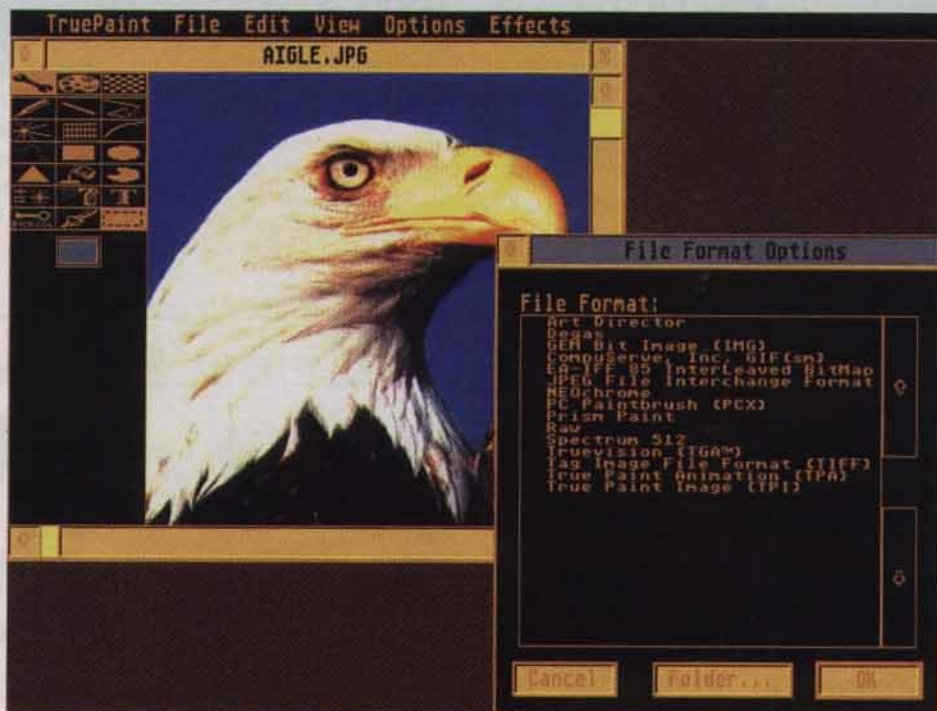 TruePaint File Edit View Options Effects
AIGLE.JPG
File Format Options
File Format:
Art Director
Degas
GEM Bit Image (IMG)
CompuServe, Inc. GIF(sm)
EA-IFF 85 InterLeaved BitMap
JPEG File Interchange Format
NEOchrome
PC Paintbrush (PCX)
Prism Paint
Raw
Spectrum 512
Truevision (TGA™)
Tag Image File Format (TIFF)
True Paint Animation (TPA)
True Paint Image (TPI)
Cancel Folder... OK